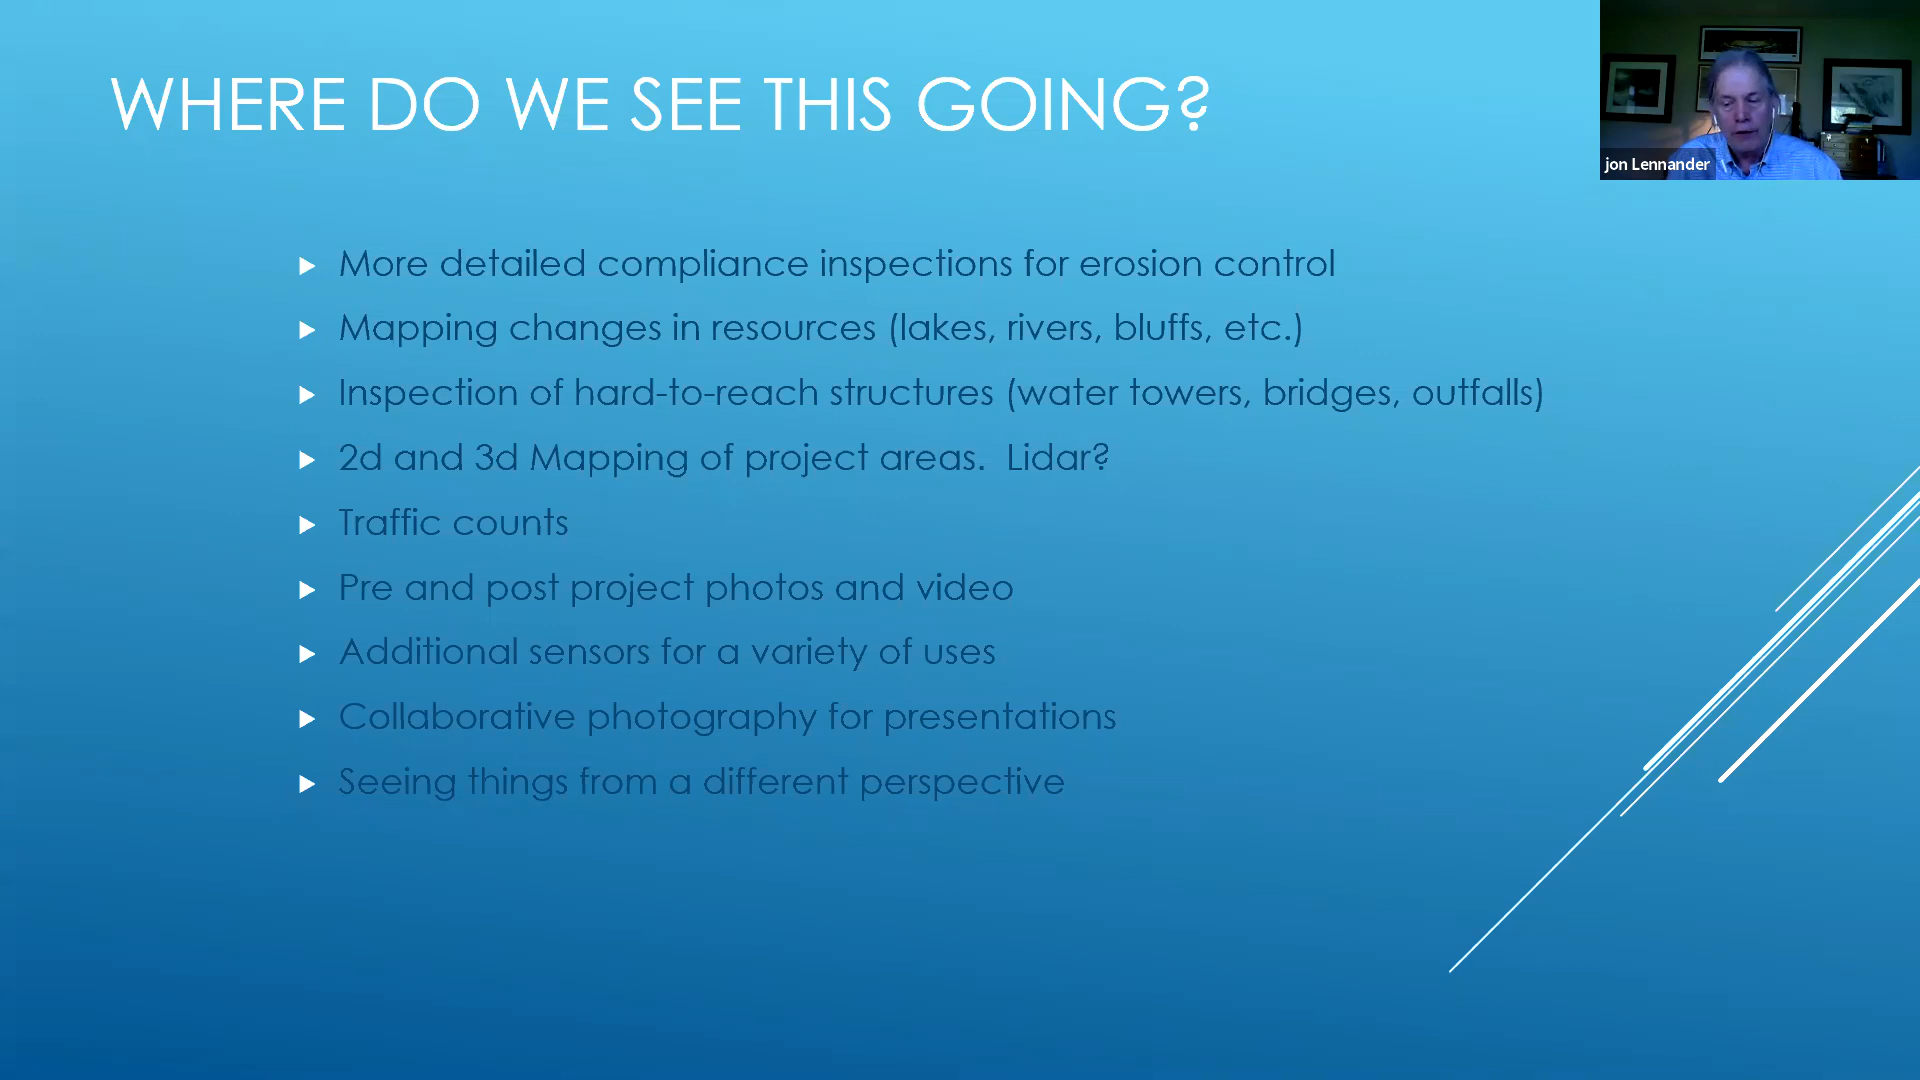 WHERE DO WE SEE THIS GOING?
jon Lennander
More detailed compliance inspections for erosion control
Mapping changes in resources (lakes, rivers, bluffs, etc.)
Inspection of hard-to-reach structures (water towers, bridges, outfalls)
2d and 3d Mapping of project areas.  Lidar?
Traffic counts
Pre and post project photos and video
Additional sensors for a variety of uses
Collaborative photography for presentations
Seeing things from a different perspective